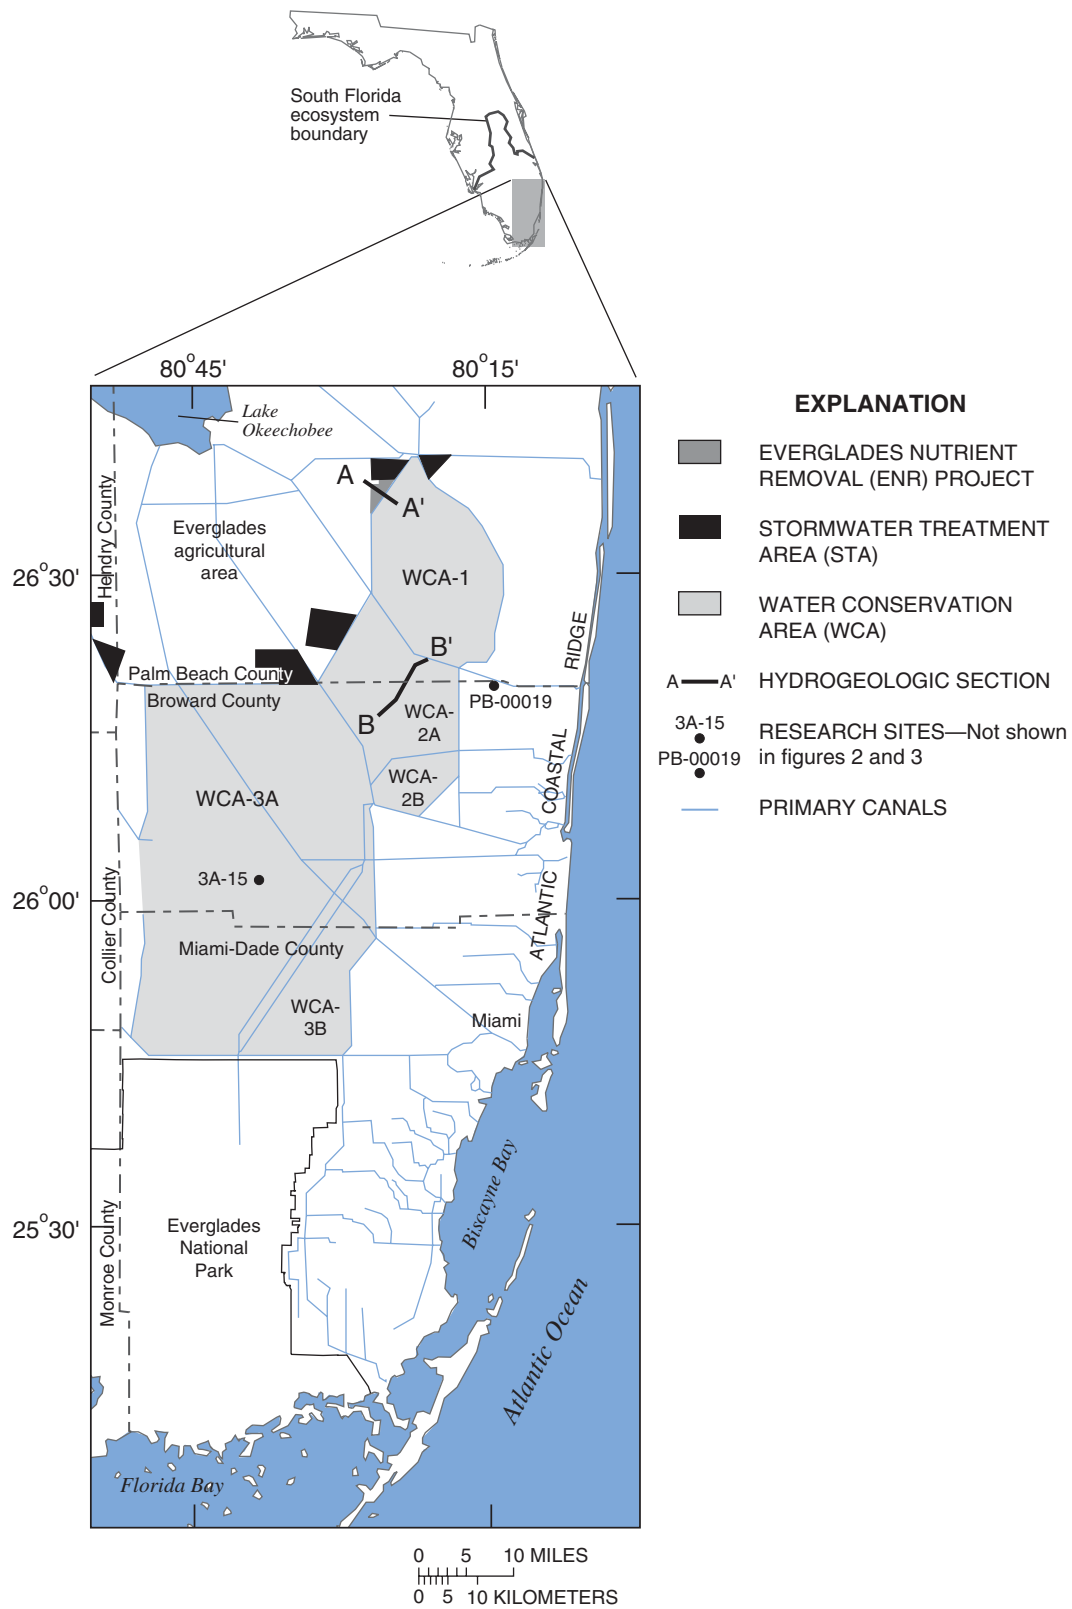 South Florida
ecosystem
boundary
80°45'
80°15'
Lake
Okeechobee
A
A'
Hendry County
Everglades
agricultural
area
26°30'
WCA-1
RIDGE
B'
Palm Beach County
Broward County
B
WCA-
2A
PB-00019
WCA-
2B
COASTAL
WCA-3A
3A-15
26°00'
Collier County
ATLANTIC
Miami-Dade County
WCA-
3B
Miami
Biscayne Bay
25°30'
Everglades
National
Park
Monroe County
Atlantic Ocean
Florida Bay
0 5 10 MILES
0 5 10 KILOMETERS
EXPLANATION
EVERGLADES NUTRIENT
REMOVAL (ENR) PROJECT
STORMWATER TREATMENT
AREA (STA)
WATER CONSERVATION
AREA (WCA)
A A' HYDROGEOLOGIC SECTION
3A-15
PB-00019
RESEARCH SITES—Not shown
in figures 2 and 3
PRIMARY CANALS